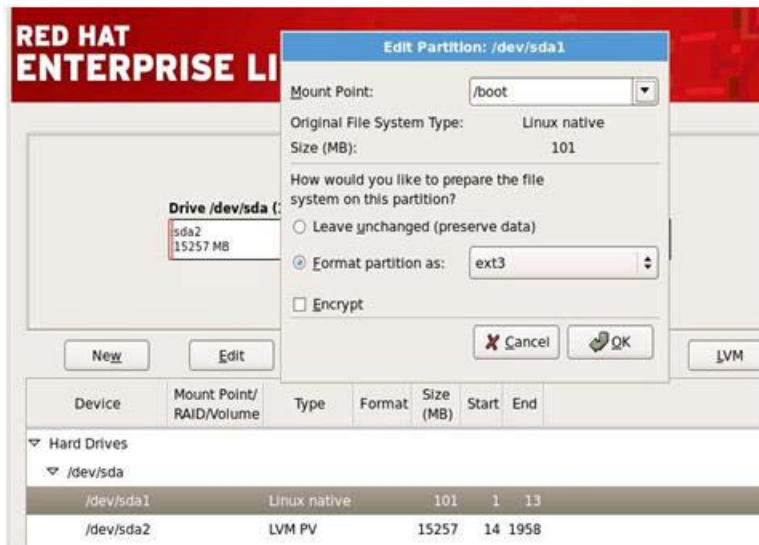 RED HAT
ENTERPRISE LI
Edit Partition: /dev/sda1
Mount Point: /boot
Original File System Type: Linux native
Size (MB): 101
How would you like to prepare the file
system on this partition?
Leave unchanged (preserve data)
Format partition as: ext3
Encrypt
Cancel OK
Drive /dev/sda (
sda2
15257 MB
New Edit LVM
Device Mount Point/ RAID/Volume Type Format Size (MB) Start End
Hard Drives
/dev/sda
/dev/sda1 Linux native 101 1 13
/dev/sda2 LVM PV 15257 14 1958